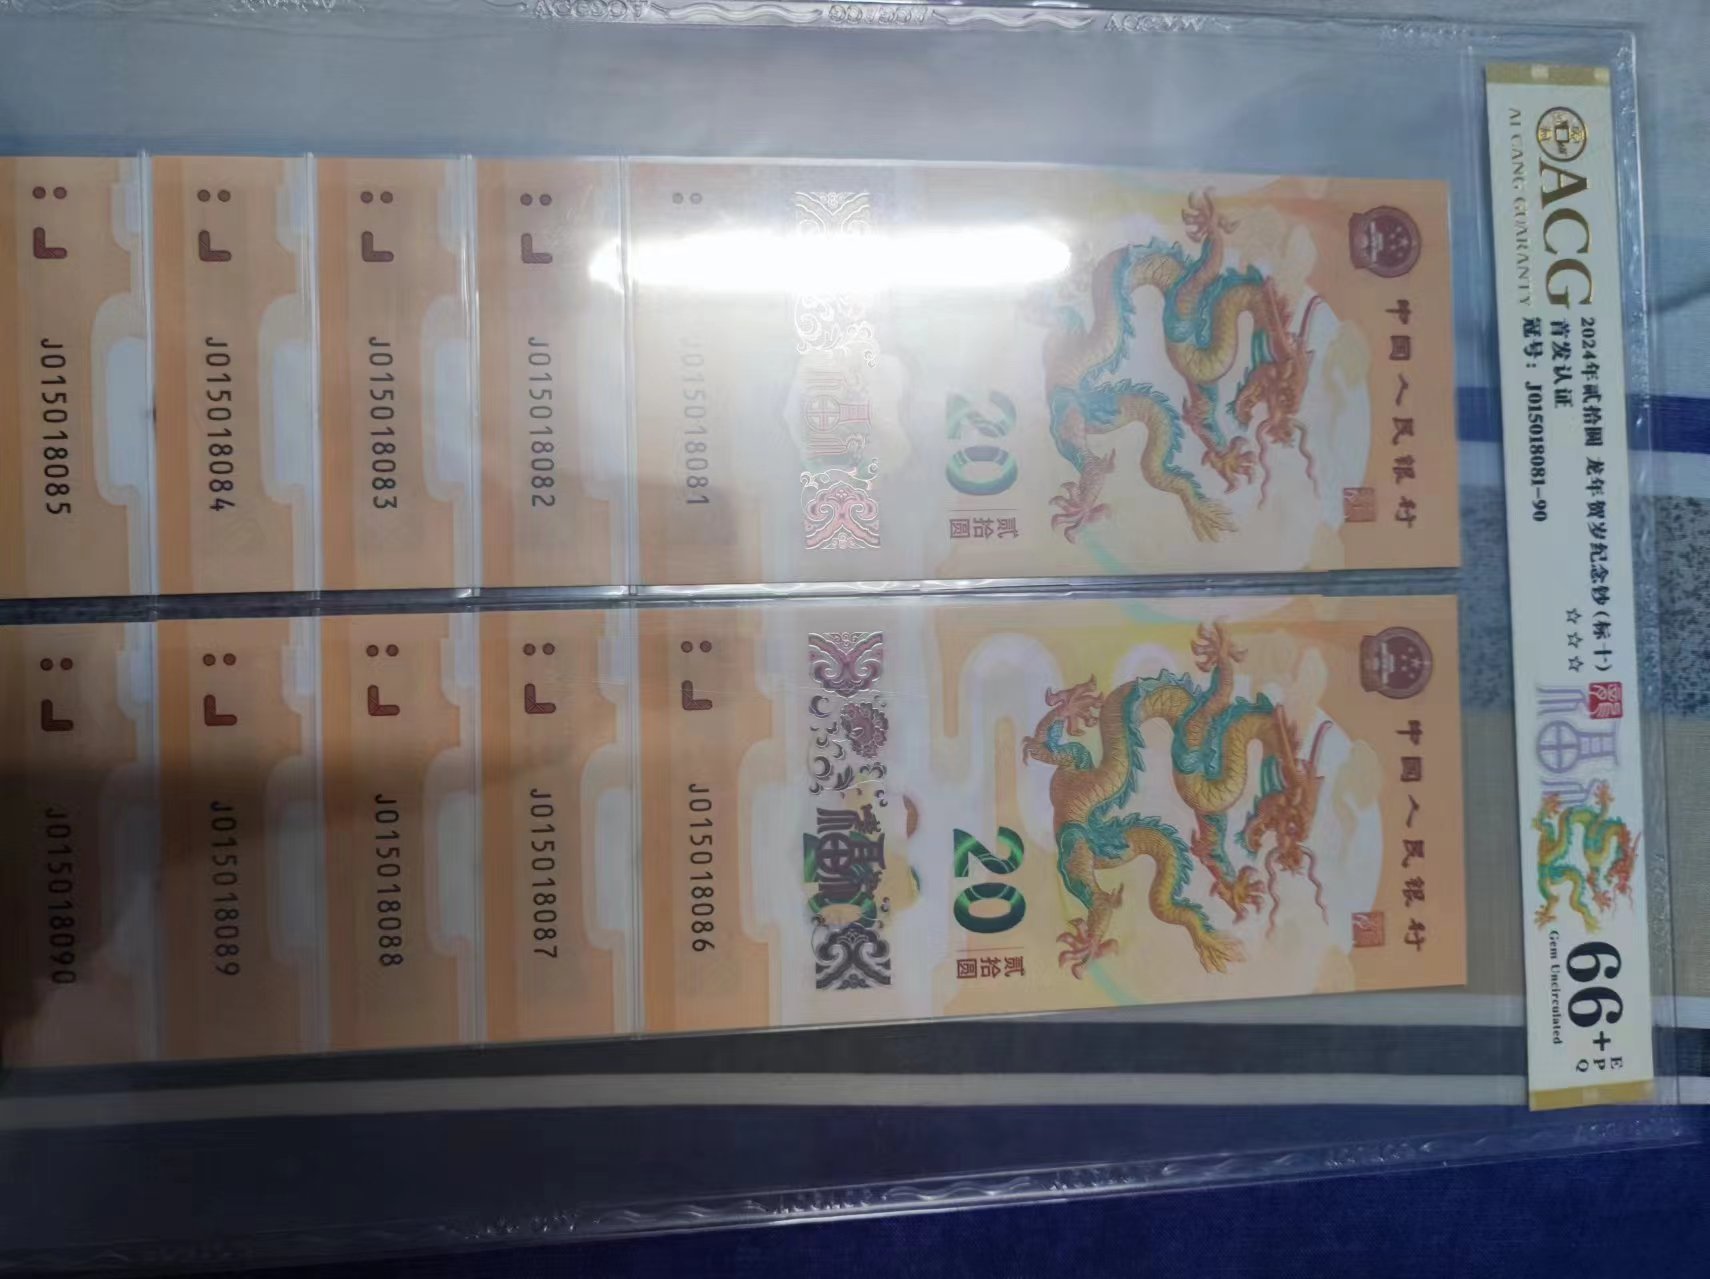 ACG
AI CANG GUARANTY
2024年贰拾圆 龙年贺岁纪念钞(标十)
首发认证
冠号：J015018081-90
☆☆☆
66+
EPQ
Gem Uncirculated
中国人民银行
20
贰拾圆
J015018081
J015018082
J015018083
J015018084
J015018085
中国人民银行
20
贰拾圆
J015018086
J015018087
J015018088
J015018089
J015018090